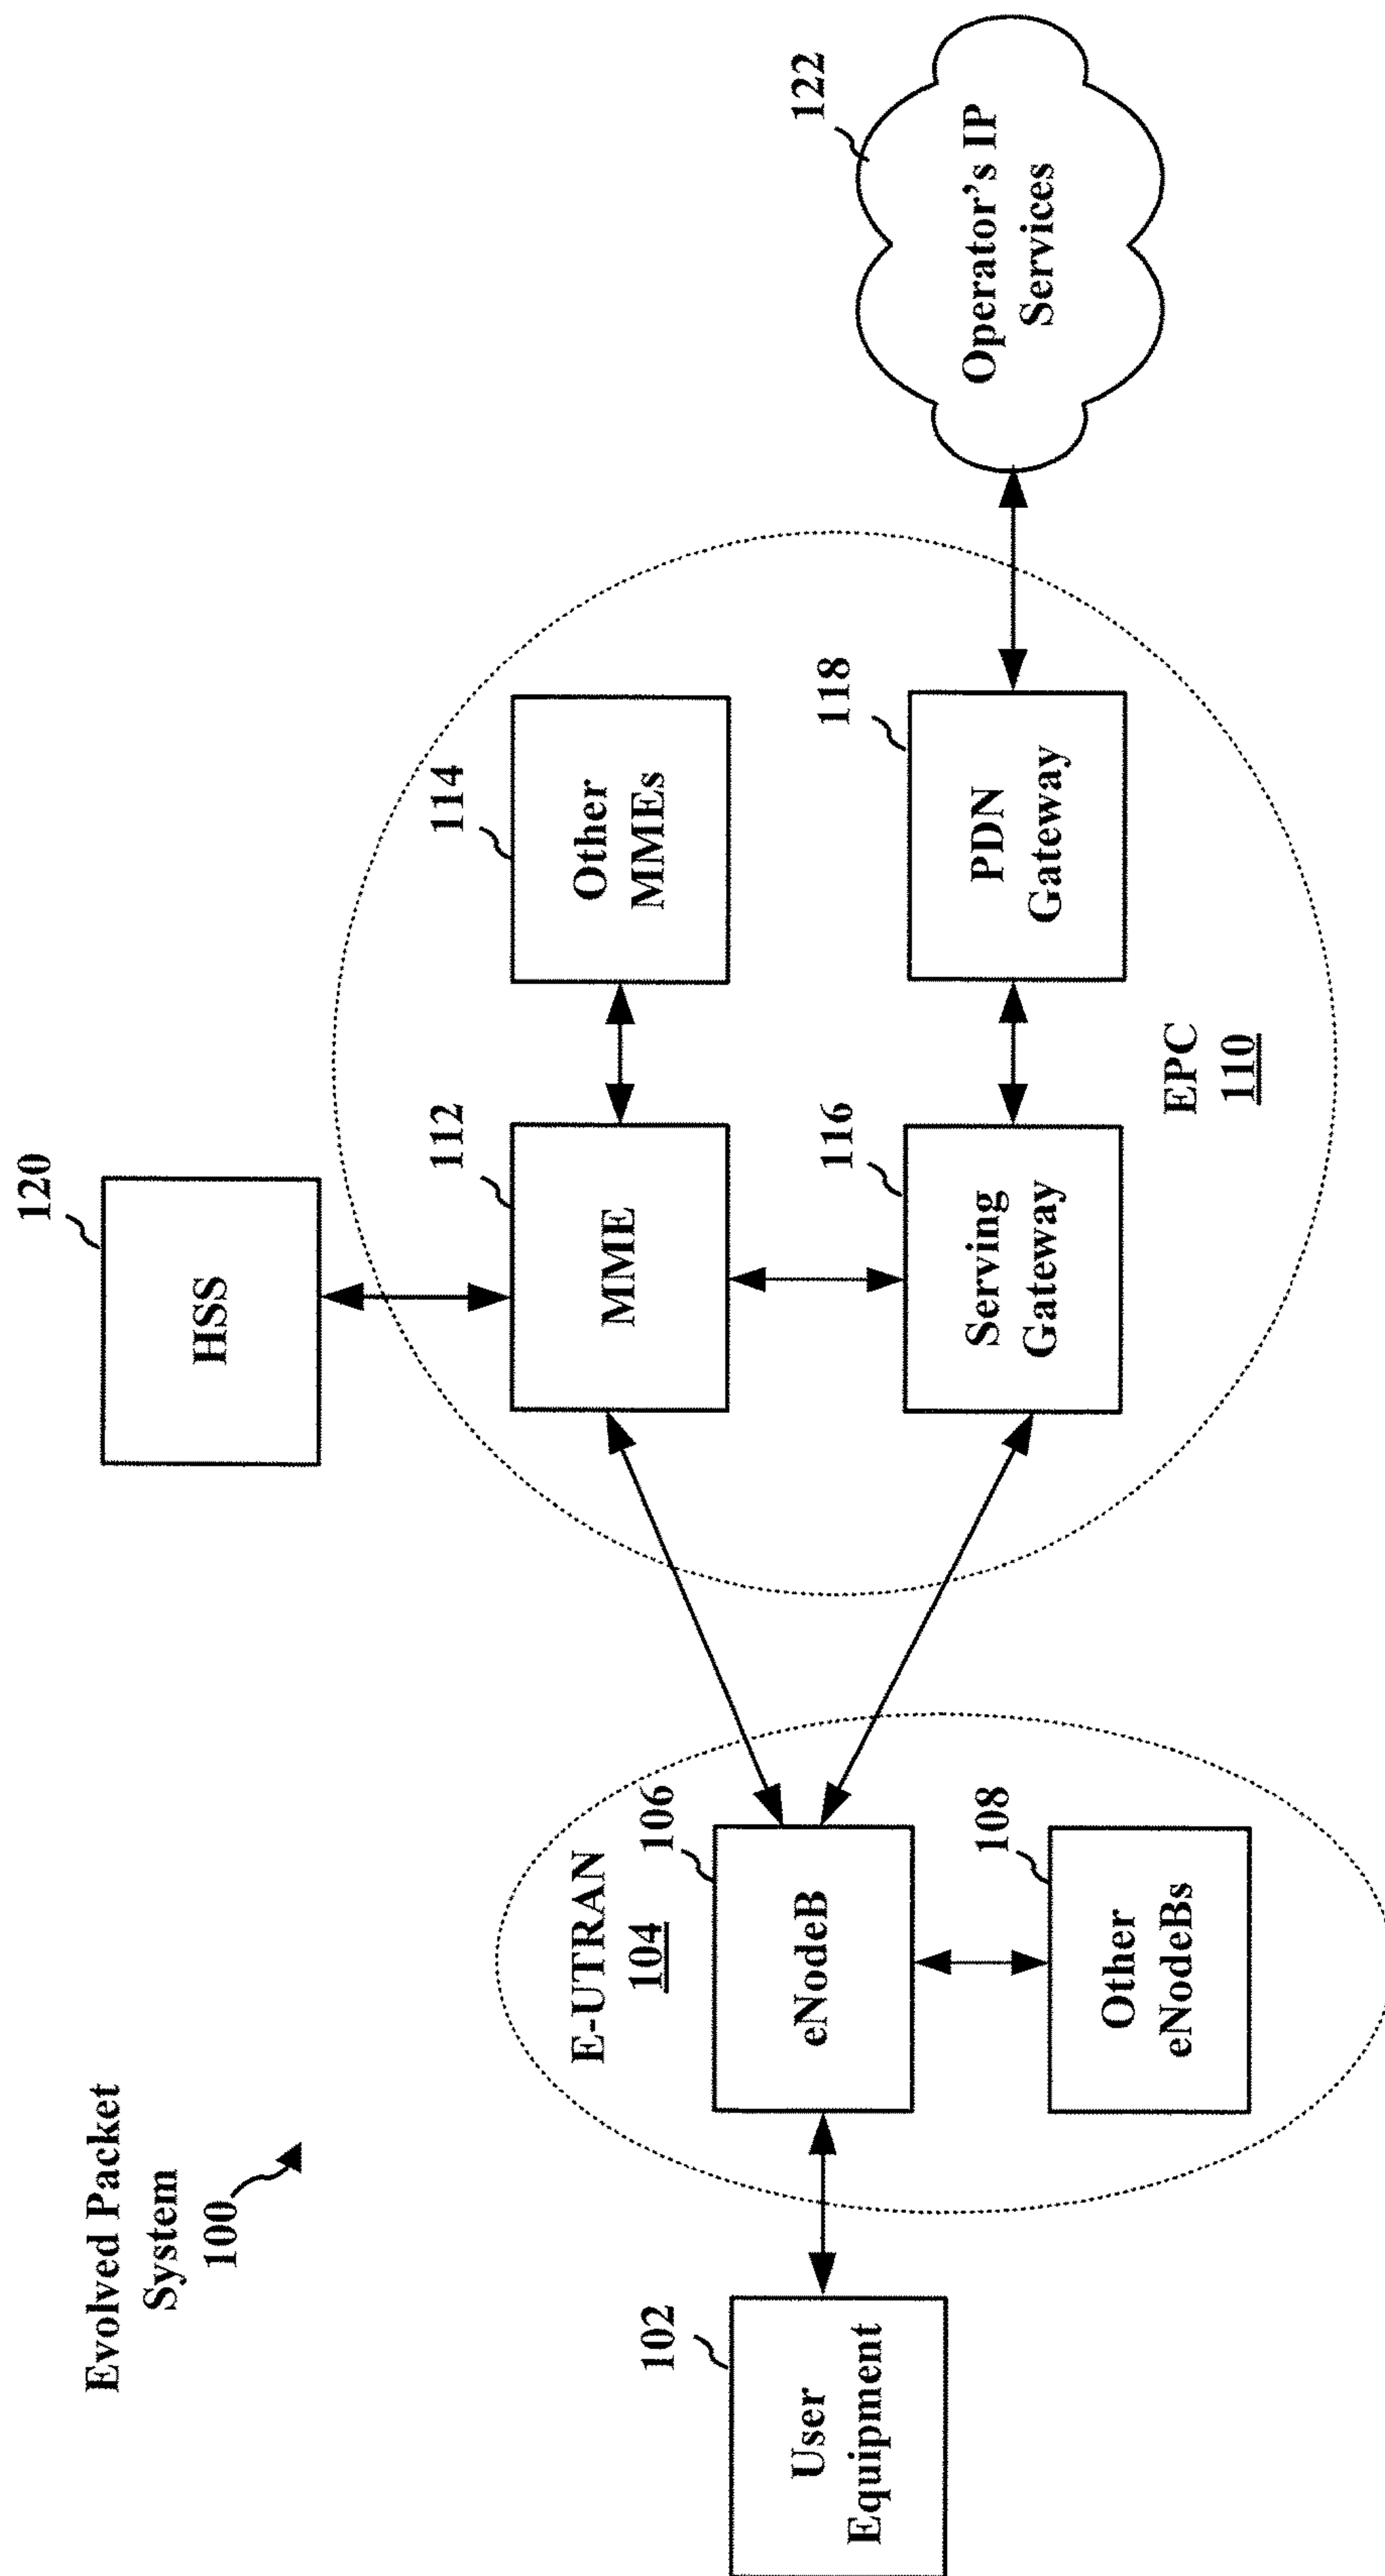 Evolved Packet
System
100
120
HSS
E-UTRAN
104
112
MME
114
Other
MMEs
102
User
Equipment
106
eNodeB
116
Serving
Gateway
118
PDN
Gateway
122
Operator's IP
Services
108
Other
eNodeBs
EPC
110